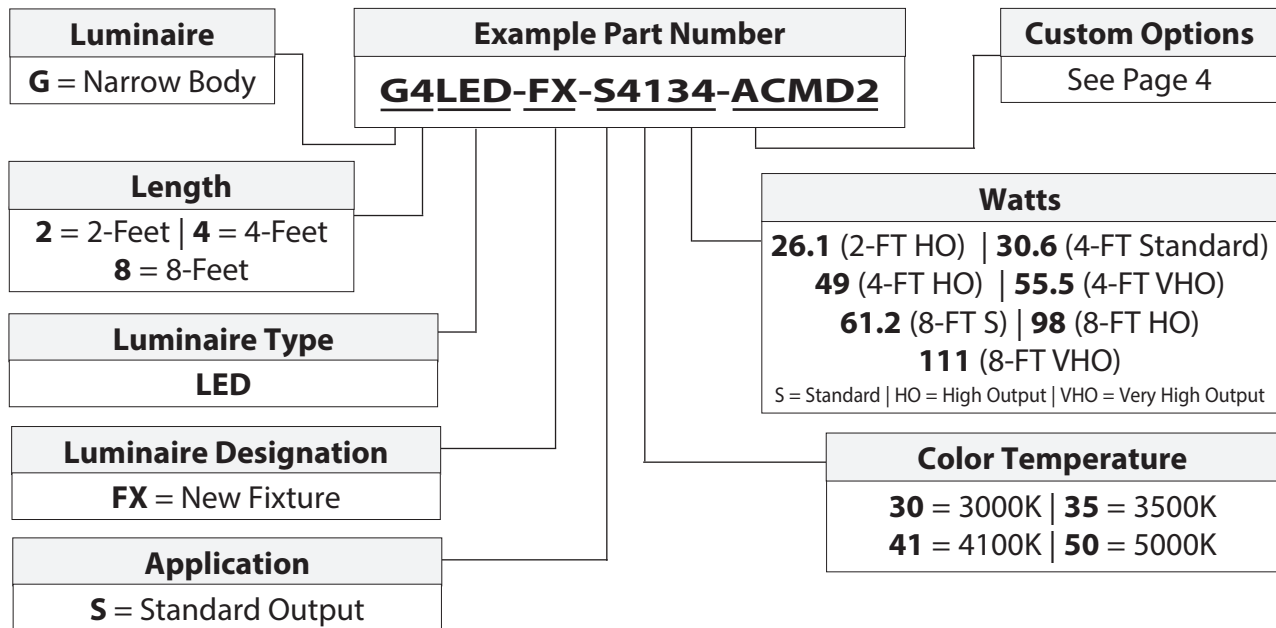 Luminaire
G = Narrow Body
Example Part Number
G4LED-FX-S4134-ACMD2
Custom Options
See Page 4
Length
2 = 2-Feet | 4 = 4-Feet
8 = 8-Feet
Watts
26.1 (2-FT HO) | 30.6 (4-FT Standard)
49 (4-FT HO) | 55.5 (4-FT VHO)
61.2 (8-FT S) | 98 (8-FT HO)
111 (8-FT VHO)
S = Standard | HO = High Output | VHO = Very High Output
Luminaire Type
LED
Luminaire Designation
FX = New Fixture
Color Temperature
30 = 3000K | 35 = 3500K
41 = 4100K | 50 = 5000K
Application
S = Standard Output